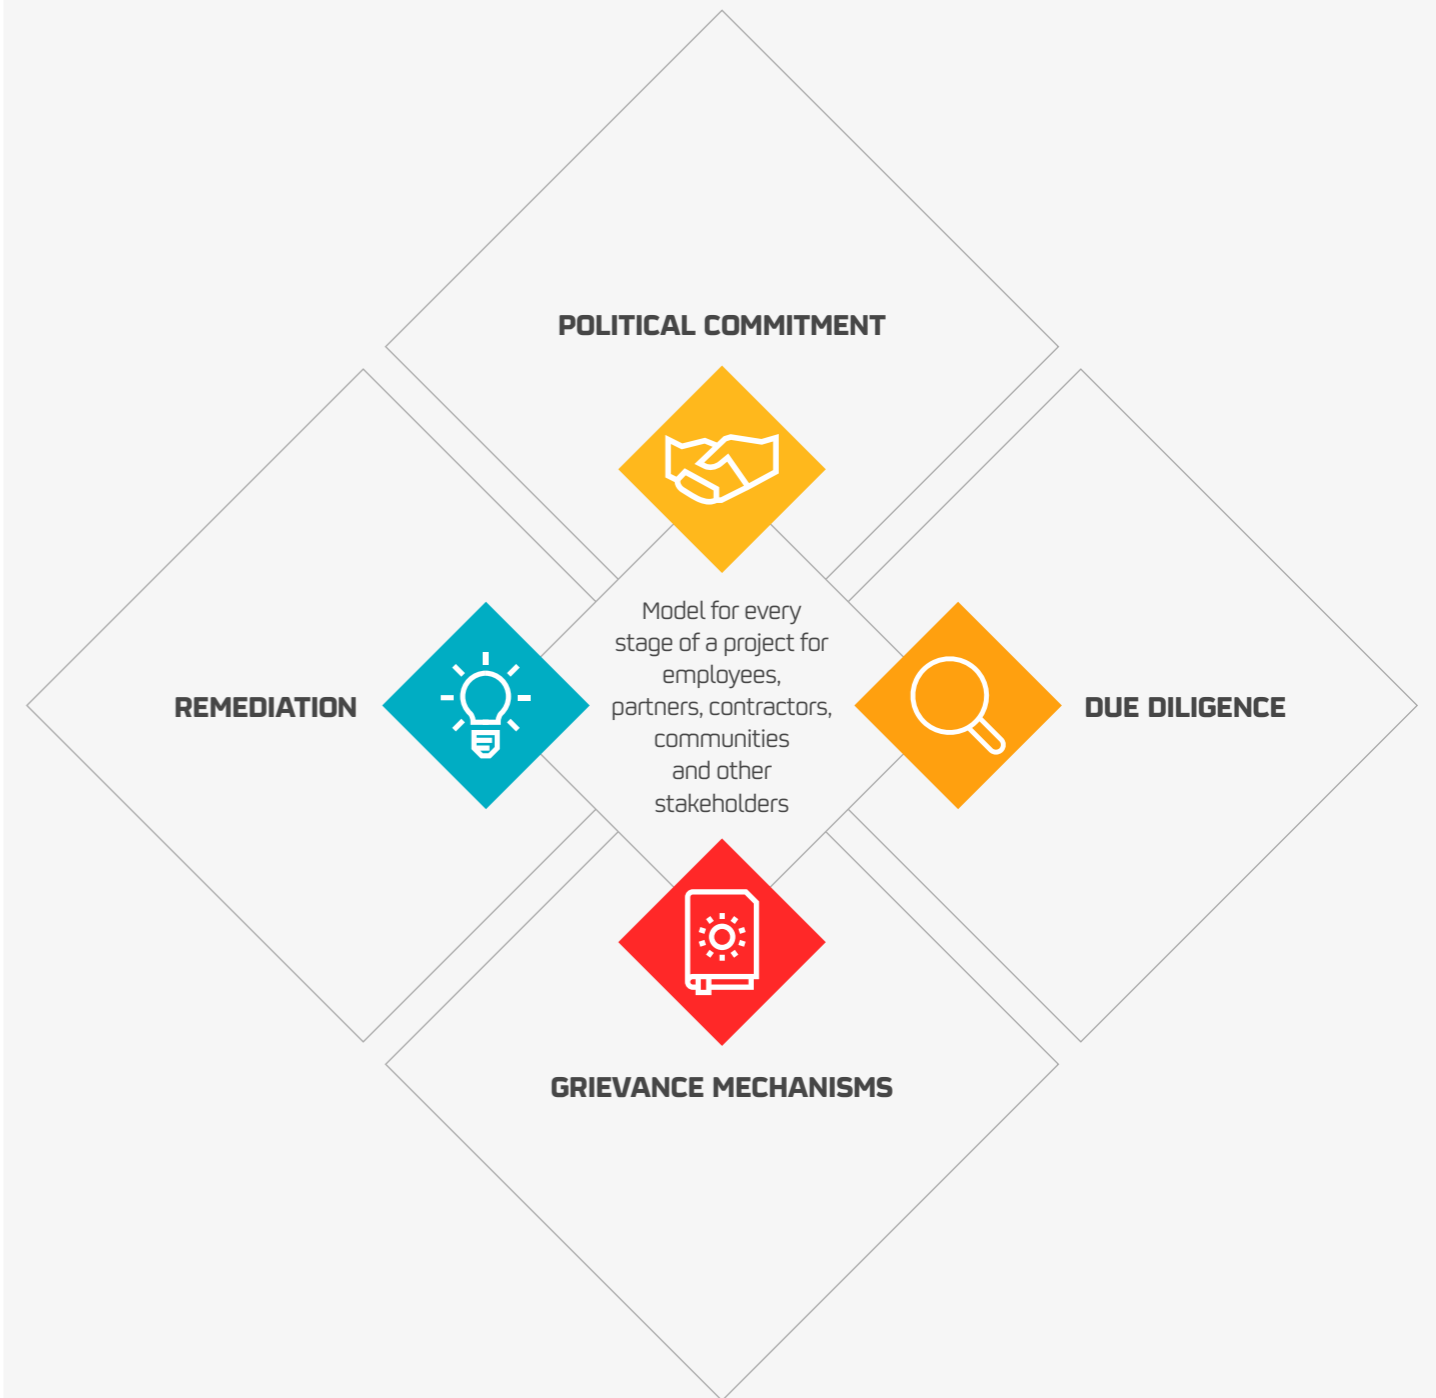 POLITICAL COMMITMENT
REMEDIATION
Model for every
stage of a project for
employees,
partners, contractors,
communities
and other
stakeholders
DUE DILIGENCE
GRIEVANCE MECHANISMS